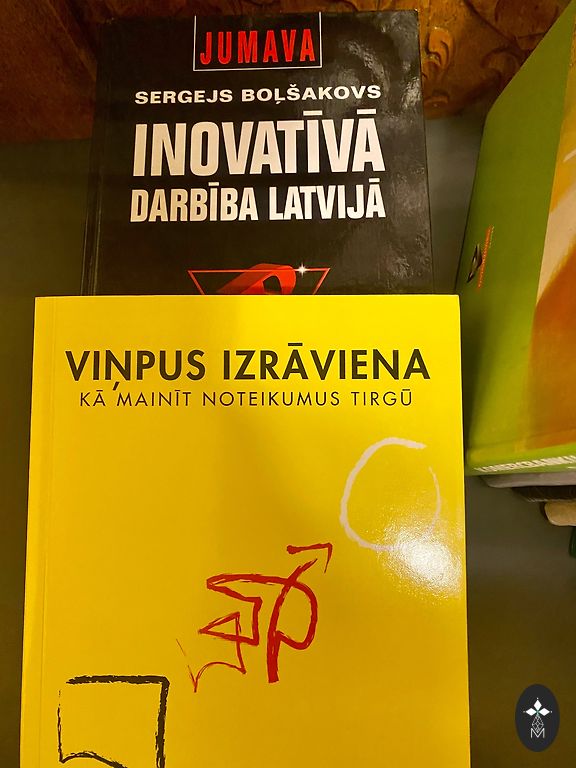 JUMAVA
SERGEJS BOĻŠAKOVS
INOVATĪVĀ
DARBĪBA LATVIJĀ
VIŅPUS IZRĀVIENA
KĀ MAINĪT NOTEIKUMUS TIRGŪ
M